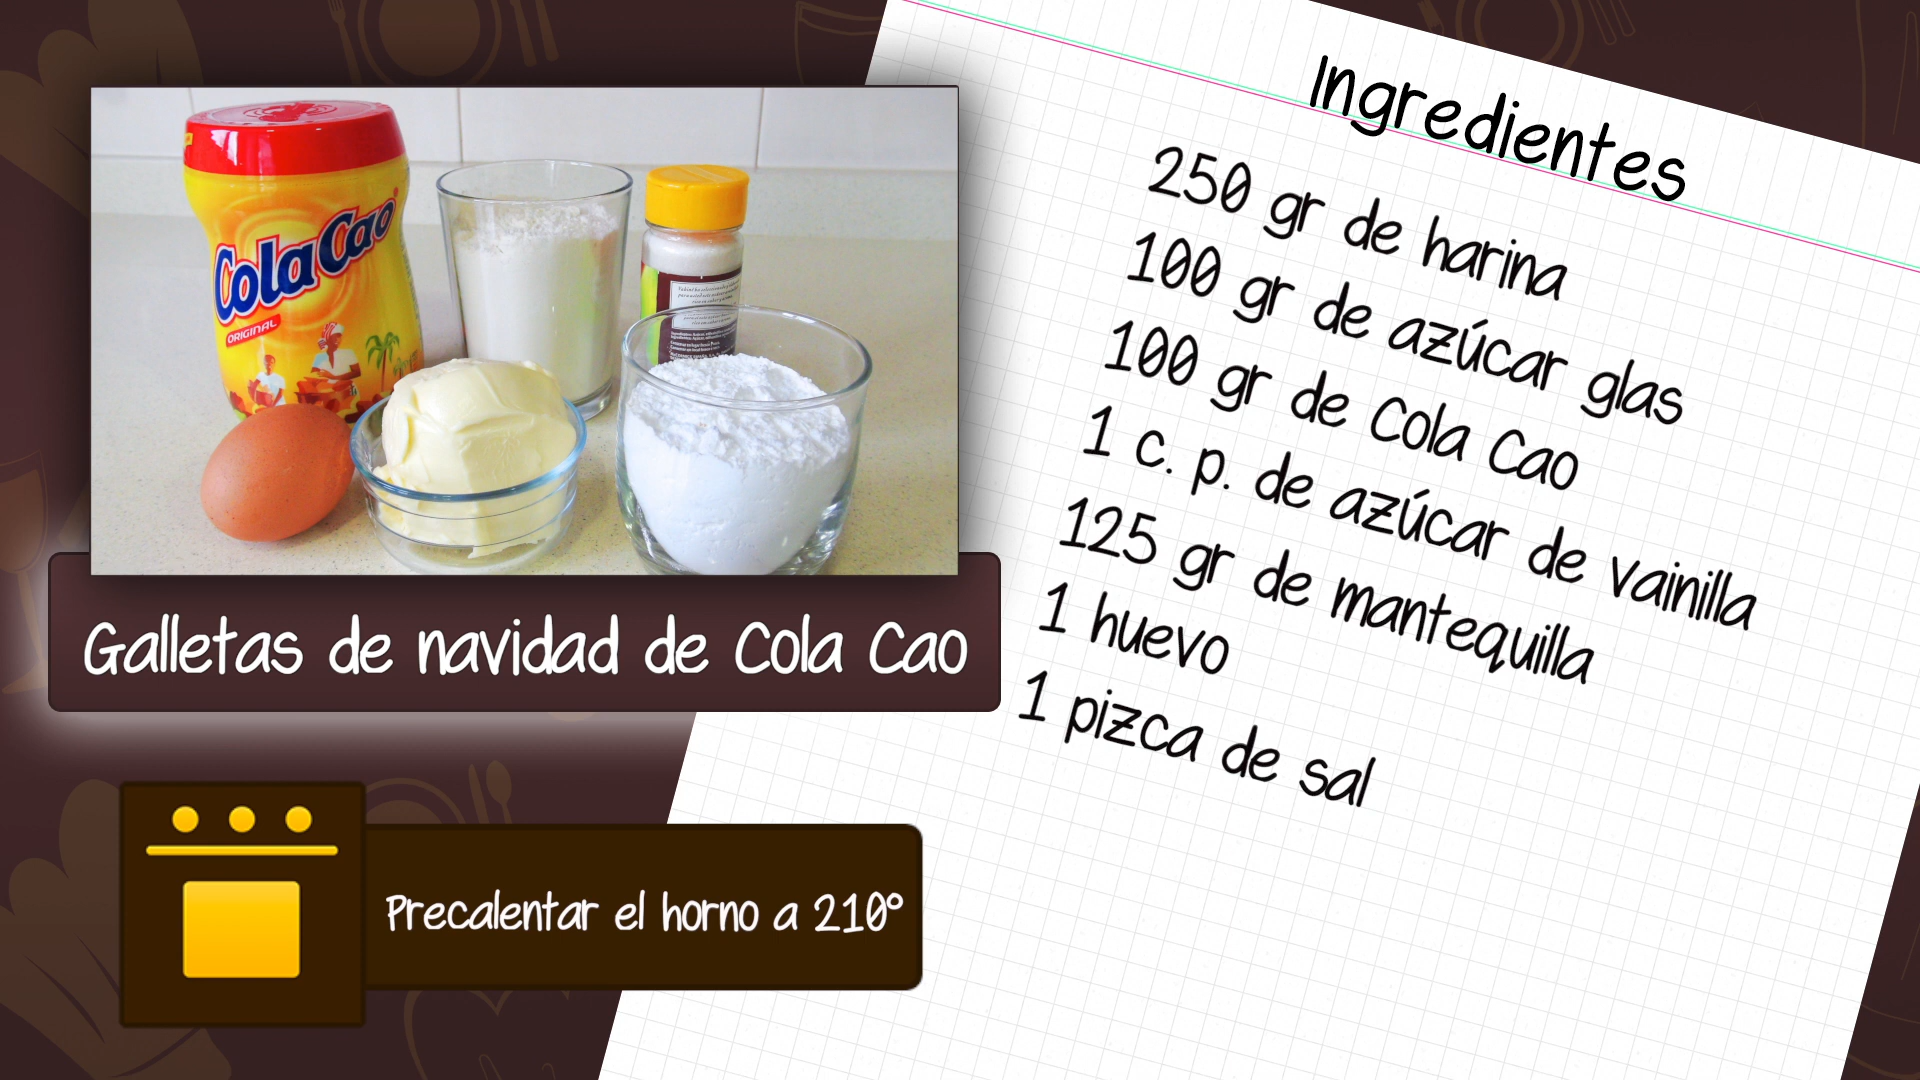 Cola Cao
ORIGINAL
Galletas de navidad de Cola Cao
Precalentar el horno a 210º
Ingredientes
250 gr de harina
100 gr de azúcar glas
100 gr de Cola Cao
1 c. p. de azúcar de vainilla
125 gr de mantequilla
1 huevo
1 pizca de sal